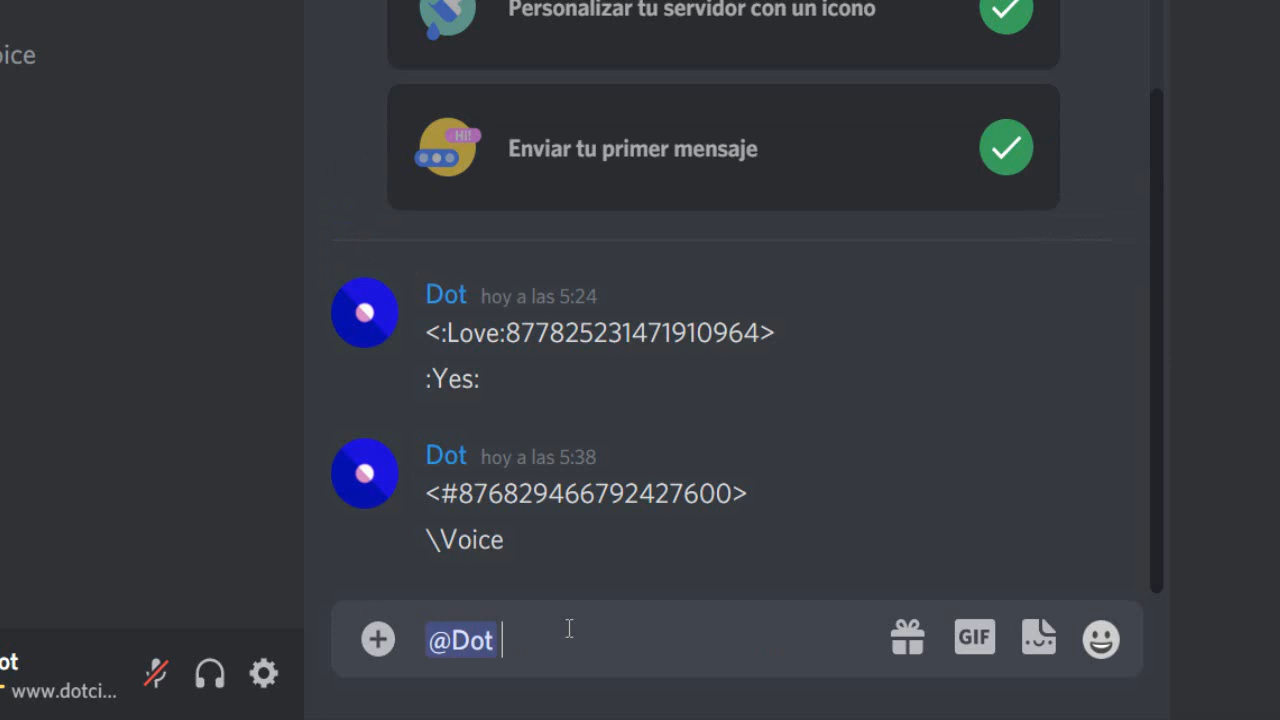 Personalizar tu servidor con un icono
oice
Hi!
Enviar tu primer mensaje
Dot hoy a las 5:24
<:Love:877825231471910964>
:Yes:
Dot hoy a las 5:38
<#876829466792427600>
\Voice
@Dot
GIF
ot
www.dotci...